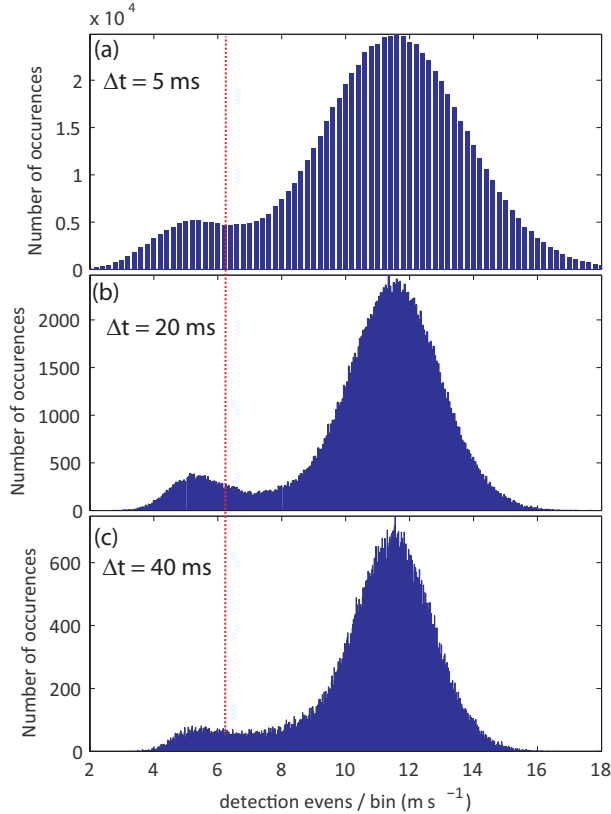 x 10⁴
(a)
Δt = 5 ms
2
1.5
1
0.5
0
Number of occurences
(b)
Δt = 20 ms
2000
1500
1000
500
0
Number of occurences
(c)
Δt = 40 ms
600
400
200
0
Number of occurences
2 4 6 8 10 12 14 16 18
detection evens / bin (m s ⁻¹)